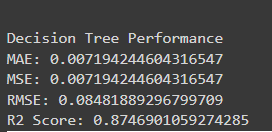 Decision Tree Performance
MAE: 0.007194244604316547
MSE: 0.007194244604316547
RMSE: 0.08481889296799709
R2 Score: 0.8746901059274285